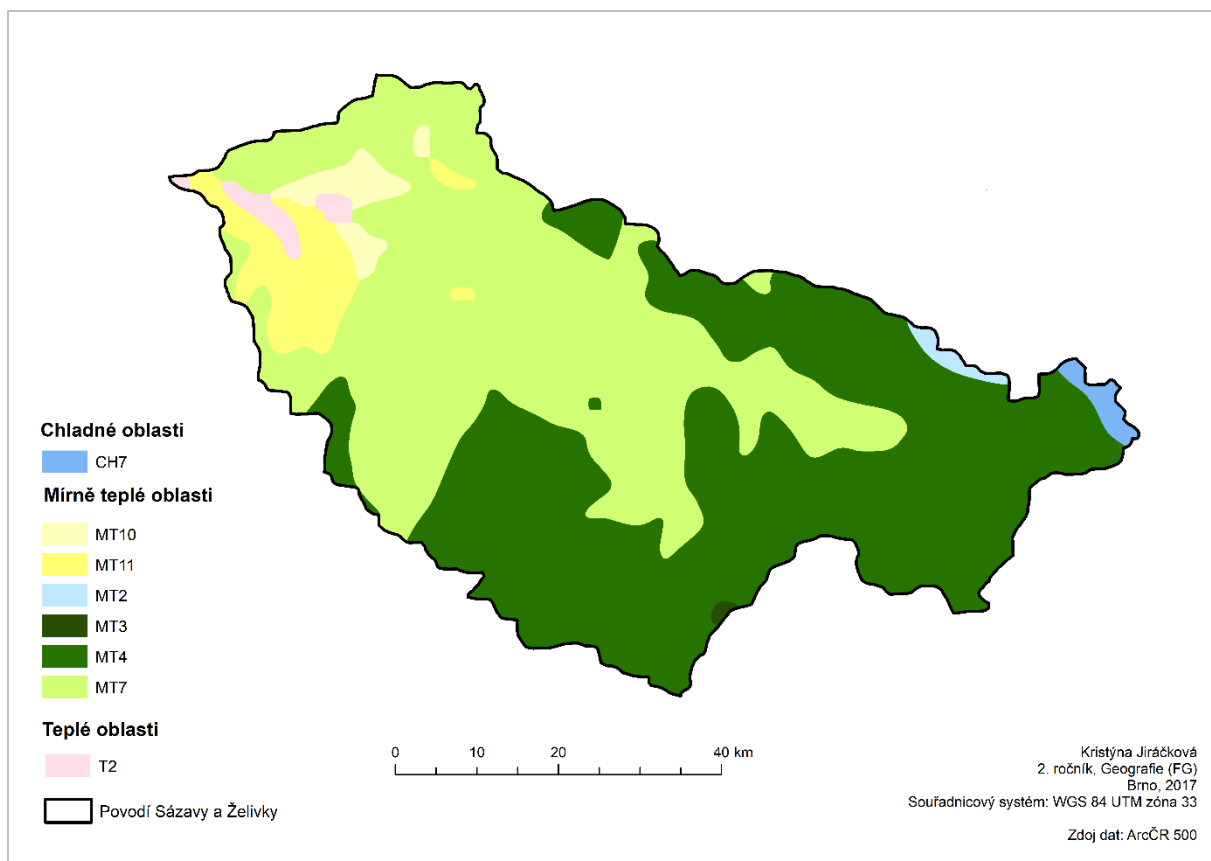 Chladné oblasti
CH7
Mírně teplé oblasti
MT10
MT11
MT2
MT3
MT4
MT7
Teplé oblasti
T2
Povodí Sázavy a Želivky
0 10 20 40 km
Kristýna Jiráčková
2. ročník, Geografie (FG)
Brno, 2017
Souřadnicový systém: WGS 84 UTM zóna 33
Zdoj dat: ArcČR 500